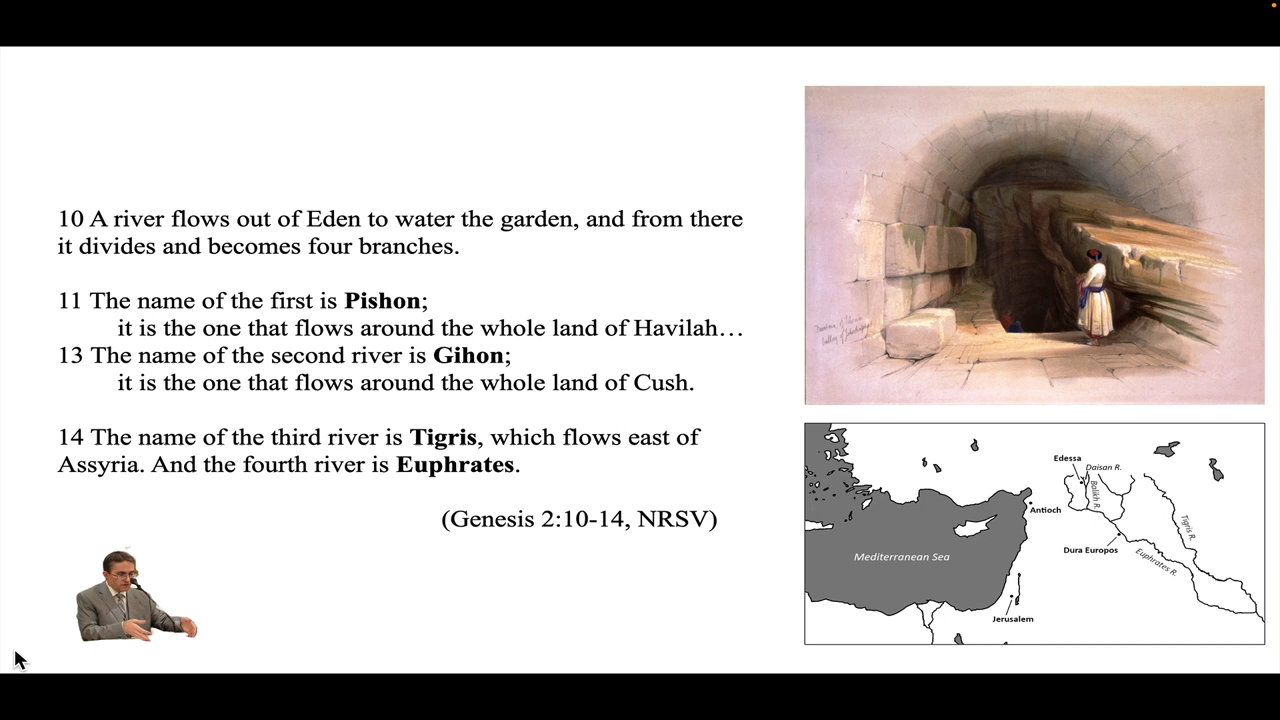 10 A river flows out of Eden to water the garden, and from there
it divides and becomes four branches.
11 The name of the first is Pishon;
it is the one that flows around the whole land of Havilah…
13 The name of the second river is Gihon;
it is the one that flows around the whole land of Cush.
14 The name of the third river is Tigris, which flows east of
Assyria. And the fourth river is Euphrates.
(Genesis 2:10-14, NRSV)
Edessa
Daisan R.
Balikh R.
Antioch
Tigris R.
Dura Europos
Mediterranean Sea
Euphrates R.
Jerusalem